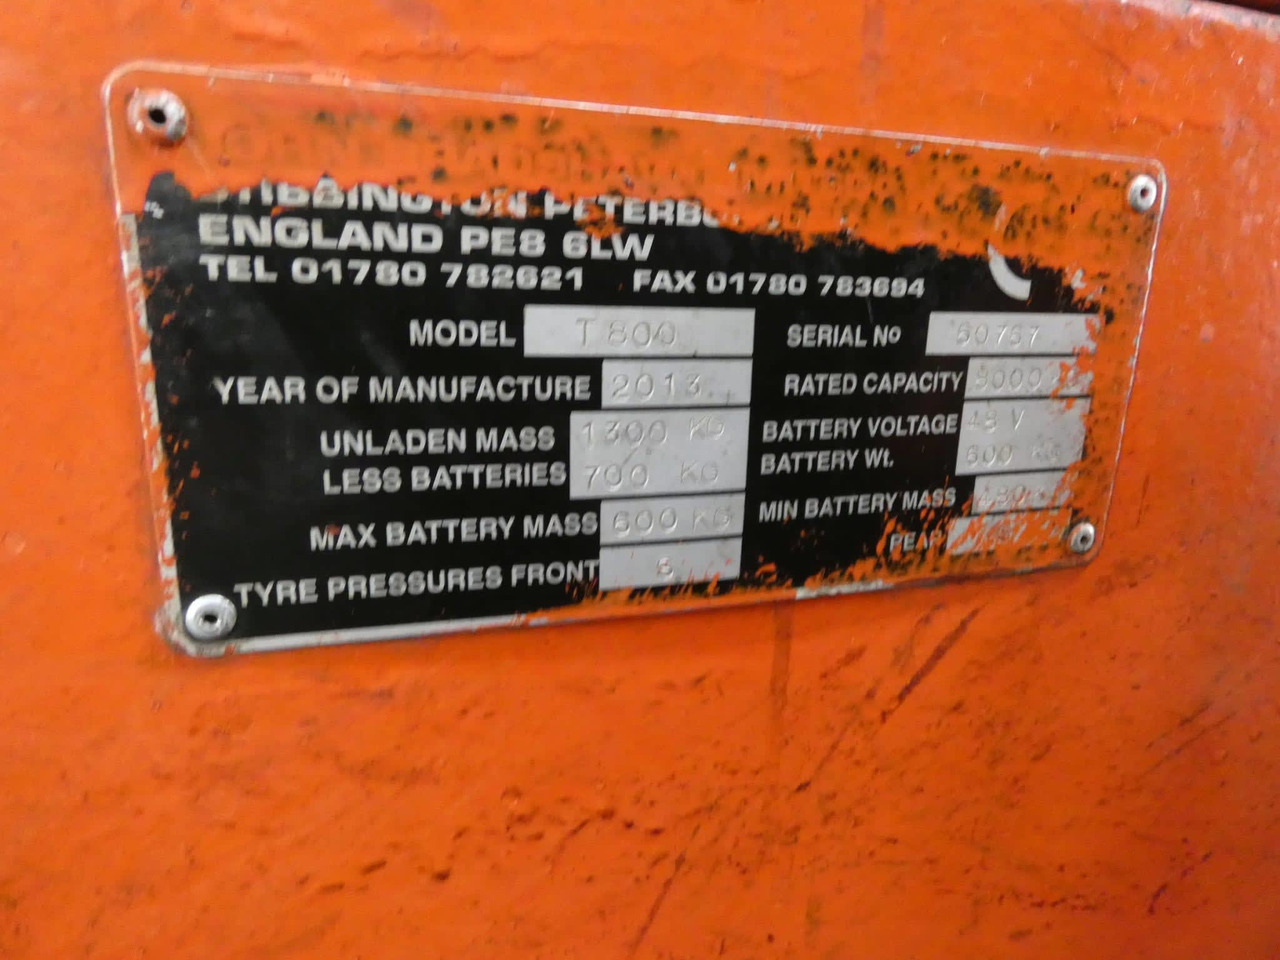 STIBBINGTON PETERBO
ENGLAND PE8 6LW
TEL 01780 782621 FAX 01780 783694
MODEL T800 SERIAL No 50767
YEAR OF MANUFACTURE 2013 RATED CAPACITY
UNLADEN MASS 1300 KG BATTERY VOLTAGE 48 V
LESS BATTERIES 700 KG BATTERY Wt. 600 KG
MAX BATTERY MASS 600 KG MIN BATTERY MASS
TYRE PRESSURES FRONT REAR